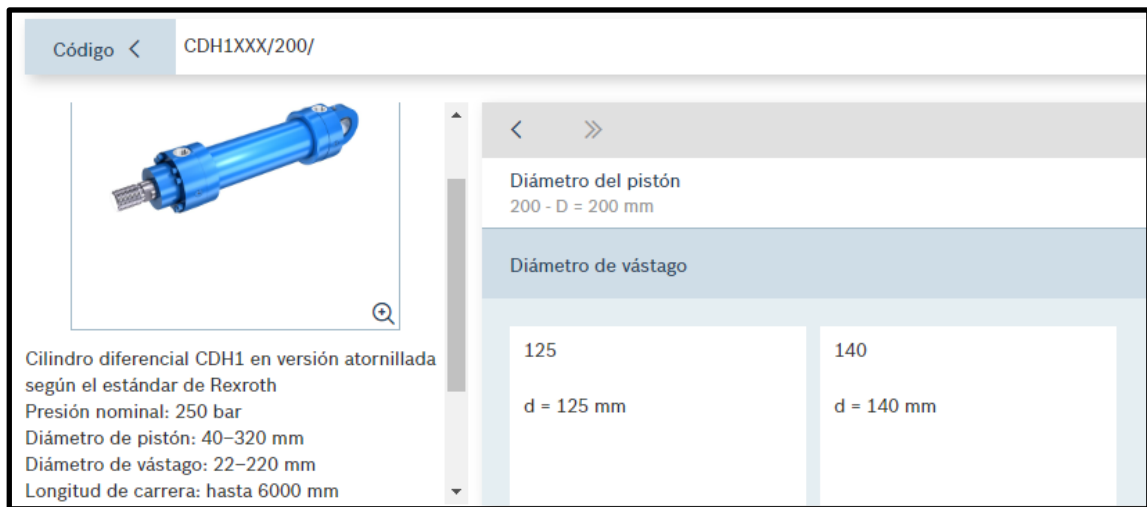 Código
CDH1XXX/200/
Cilindro diferencial CDH1 en versión atornillada
según el estándar de Rexroth
Presión nominal: 250 bar
Diámetro de pistón: 40–320 mm
Diámetro de vástago: 22–220 mm
Longitud de carrera: hasta 6000 mm
Diámetro del pistón
200 - D = 200 mm
Diámetro de vástago
125
d = 125 mm
140
d = 140 mm